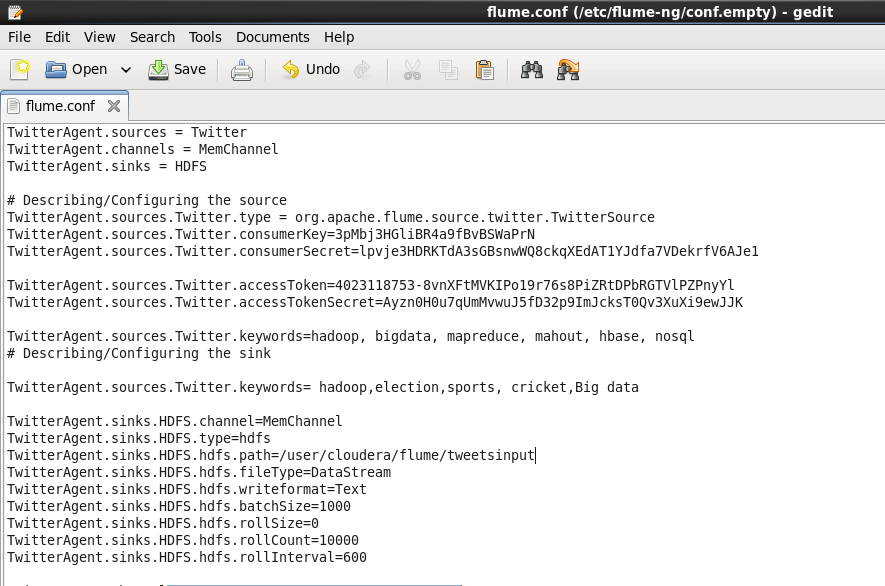 flume.conf (/etc/flume-ng/conf.empty) - gedit
File Edit View Search Tools Documents Help
Open Save Undo
flume.conf
TwitterAgent.sources = Twitter
TwitterAgent.channels = MemChannel
TwitterAgent.sinks = HDFS
# Describing/Configuring the source
TwitterAgent.sources.Twitter.type = org.apache.flume.source.twitter.TwitterSource
TwitterAgent.sources.Twitter.consumerKey=3pMbj3HGliBR4a9fBvBSWaPrN
TwitterAgent.sources.Twitter.consumerSecret=lpvje3HDRKTdA3sGBsnwWQ8ckqXEdAT1YJdfa7VDekrfV6AJe1
TwitterAgent.sources.Twitter.accessToken=4023118753-8vnXFtMVKIPo19r76s8PiZRtDPbRGTVlPZPnyYl
TwitterAgent.sources.Twitter.accessTokenSecret=Ayzn0H0u7qUmMvwuJ5fD32p9ImJcksT0Qv3XuXi9ewJJK
TwitterAgent.sources.Twitter.keywords=hadoop, bigdata, mapreduce, mahout, hbase, nosql
# Describing/Configuring the sink
TwitterAgent.sources.Twitter.keywords= hadoop,election,sports, cricket,Big data
TwitterAgent.sinks.HDFS.channel=MemChannel
TwitterAgent.sinks.HDFS.type=hdfs
TwitterAgent.sinks.HDFS.hdfs.path=/user/cloudera/flume/tweetsinput
TwitterAgent.sinks.HDFS.hdfs.fileType=DataStream
TwitterAgent.sinks.HDFS.hdfs.writeformat=Text
TwitterAgent.sinks.HDFS.hdfs.batchSize=1000
TwitterAgent.sinks.HDFS.hdfs.rollSize=0
TwitterAgent.sinks.HDFS.hdfs.rollCount=10000
TwitterAgent.sinks.HDFS.hdfs.rollInterval=600